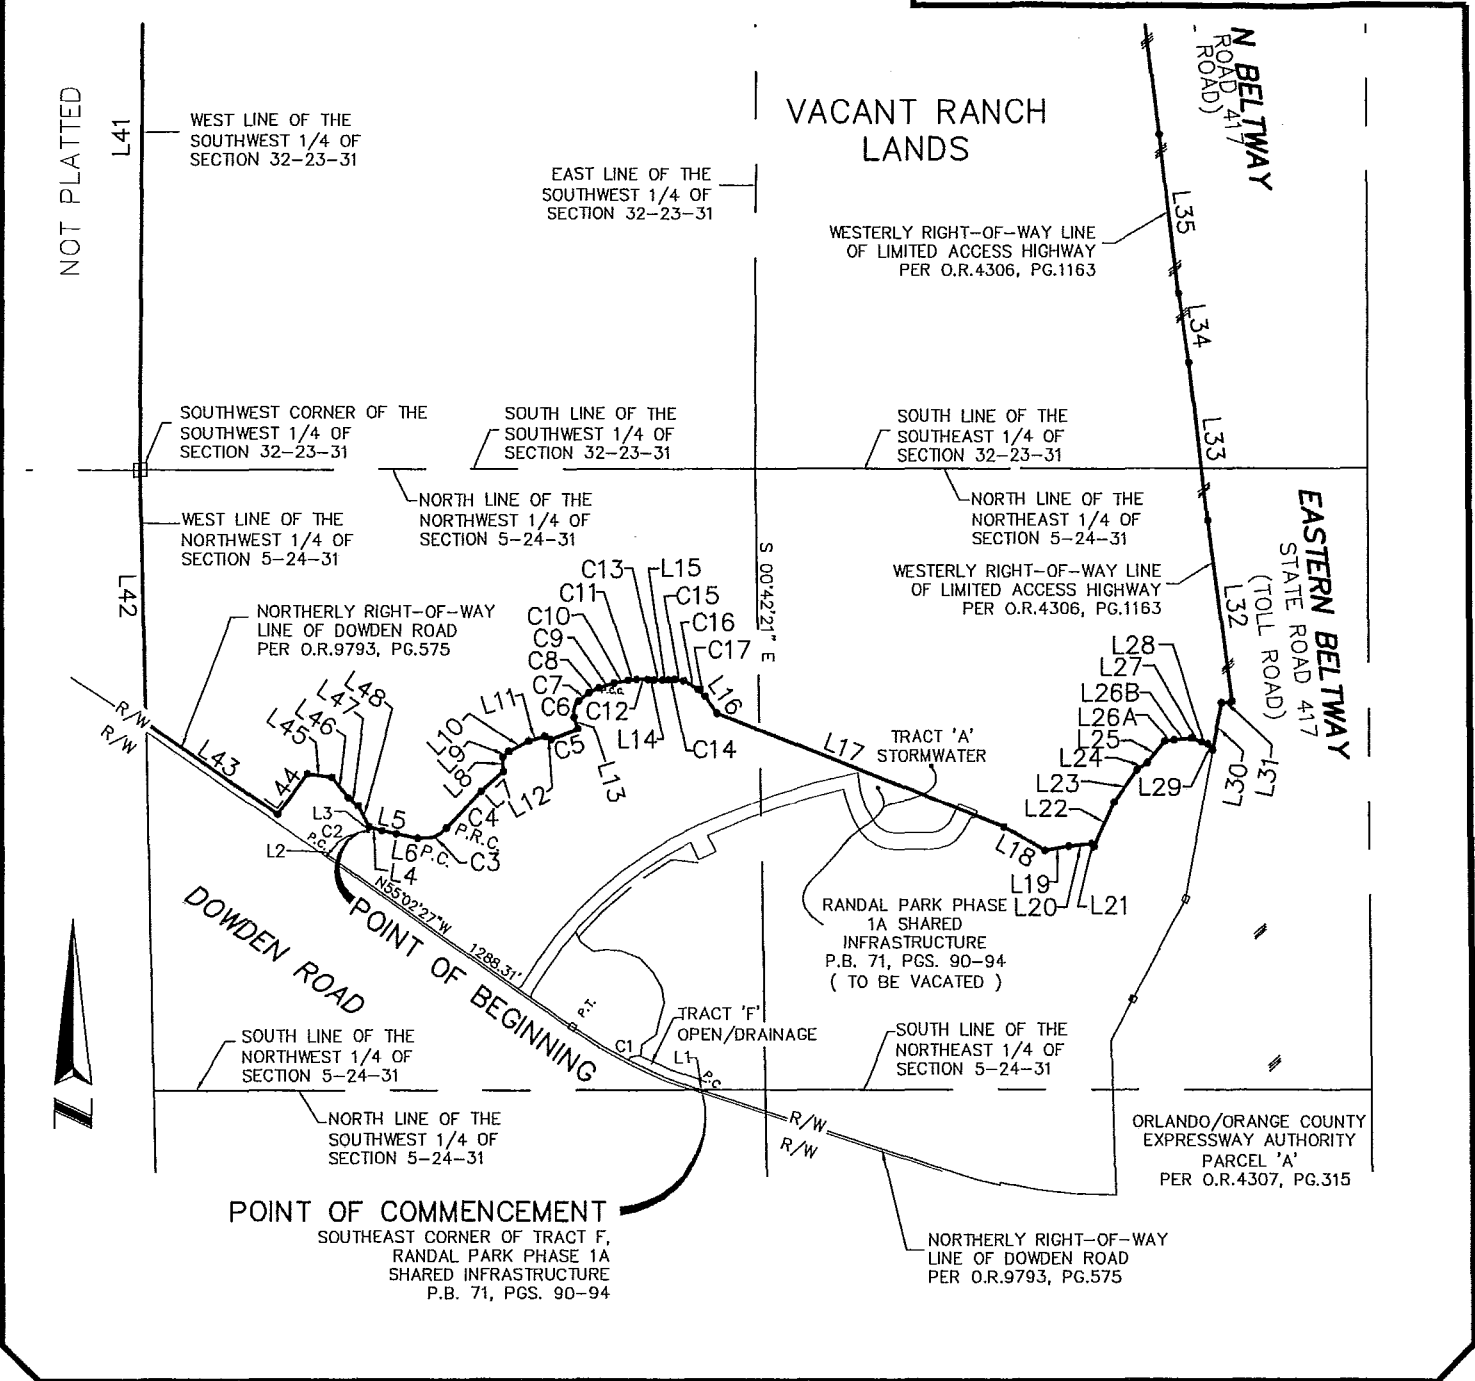 NOT PLATTED
L41
WEST LINE OF THE
SOUTHWEST 1/4 OF
SECTION 32-23-31
EAST LINE OF THE
SOUTHWEST 1/4 OF
SECTION 32-23-31
VACANT RANCH
LANDS
N BELTWAY
ROAD 417
ROAD)
WESTERLY RIGHT-OF-WAY LINE
OF LIMITED ACCESS HIGHWAY
PER O.R.4306, PG.1163
L35
L34
L33
SOUTHWEST CORNER OF THE
SOUTHWEST 1/4 OF
SECTION 32-23-31
SOUTH LINE OF THE
SOUTHWEST 1/4 OF
SECTION 32-23-31
SOUTH LINE OF THE
SOUTHEAST 1/4 OF
SECTION 32-23-31
WEST LINE OF THE
NORTHWEST 1/4 OF
SECTION 5-24-31
NORTH LINE OF THE
NORTHWEST 1/4 OF
SECTION 5-24-31
NORTH LINE OF THE
NORTHEAST 1/4 OF
SECTION 5-24-31
EASTERN BELTWAY
STATE ROAD 417
(TOLL ROAD)
WESTERLY RIGHT-OF-WAY LINE
OF LIMITED ACCESS HIGHWAY
PER O.R.4306, PG.1163
L32
S 00°42'21" E
L42
NORTHERLY RIGHT-OF-WAY
LINE OF DOWDEN ROAD
PER O.R.9793, PG.575
C13
L15
C11
C15
C10
C16
C9
C17
C8
P.C.C.
C7
C6
C12
L14
C14
C5
L13
L16
L17
L11
L10
L9
L8
L7
L12
C4
P.R.C.
C3
P.C.
L48
L47
L46
L45
L44
L43
R/W
R/W
L3
C2
P.C.
L2
L5
L6
L4
L28
L27
L26B
L26A
L25
L24
L23
L22
L29
L30
L31
L18
L19
L20
L21
TRACT 'A'
STORMWATER
RANDAL PARK PHASE
1A SHARED
INFRASTRUCTURE
P.B. 71, PGS. 90-94
( TO BE VACATED )
DOWDEN ROAD
N55°02'27"W
1288.31'
POINT OF BEGINNING
P.T.
C1
L1
P.C
TRACT 'F'
OPEN/DRAINAGE
SOUTH LINE OF THE
NORTHWEST 1/4 OF
SECTION 5-24-31
SOUTH LINE OF THE
NORTHEAST 1/4 OF
SECTION 5-24-31
Z
NORTH LINE OF THE
SOUTHWEST 1/4 OF
SECTION 5-24-31
R/W
R/W
ORLANDO/ORANGE COUNTY
EXPRESSWAY AUTHORITY
PARCEL 'A'
PER O.R.4307, PG.315
POINT OF COMMENCEMENT
SOUTHEAST CORNER OF TRACT F,
RANDAL PARK PHASE 1A
SHARED INFRASTRUCTURE
P.B. 71, PGS. 90-94
NORTHERLY RIGHT-OF-WAY
LINE OF DOWDEN ROAD
PER O.R.9793, PG.575